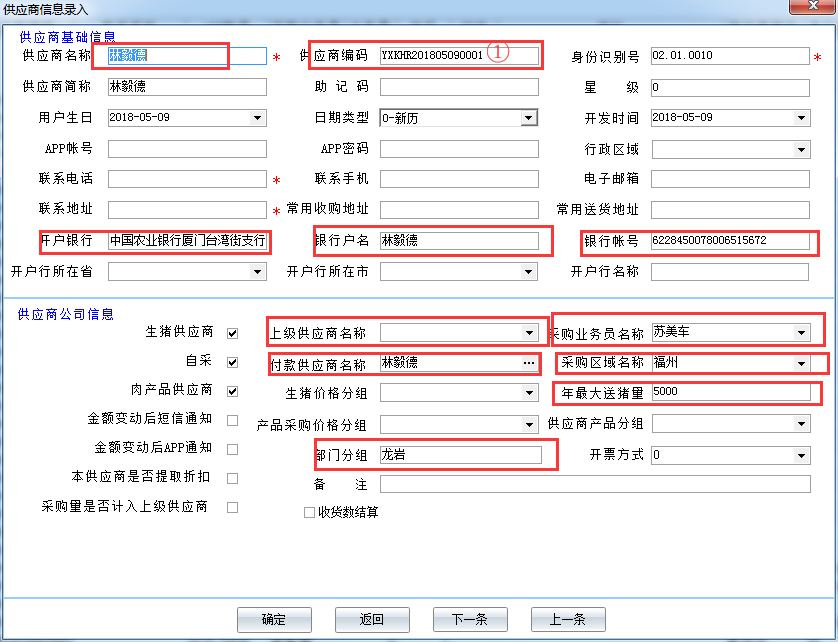 供应商信息录入
供应商基础信息
供应商名称 林毅德 * 供应商编码 YXKHR201805090001 ① 身份识别号 02.01.0010 *
供应商简称 林毅德 助 记 码 星 级 0
用户生日 2018-05-09 日期类型 0-新历 开发时间 2018-05-09
APP帐号 APP密码 行政区域
联系电话 * 联系手机 电子邮箱
联系地址 * 常用收购地址 常用送货地址
开户银行 中国农业银行厦门台湾街支行 银行户名 林毅德 银行帐号 6228450078006515672
开户行所在省 开户行所在市 开户行名称
供应商公司信息
生猪供应商 上级供应商名称 采购业务员名称 苏美车
自采 付款供应商名称 林毅德 ... 采购区域名称 福州
肉产品供应商 生猪价格分组 年最大送猪量 5000
金额变动后短信通知 产品采购价格分组 供应商产品分组
金额变动后APP通知 部门分组 龙岩 开票方式 0
本供应商是否提取折扣 备 注
采购量是否计入上级供应商 收货数结算
确定 返回 下一条 上一条